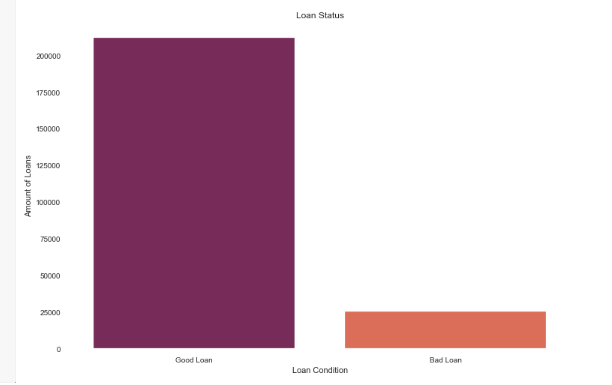 Loan Status
Amount of Loans
200000
175000
150000
125000
100000
75000
50000
25000
0
Good Loan
Bad Loan
Loan Condition